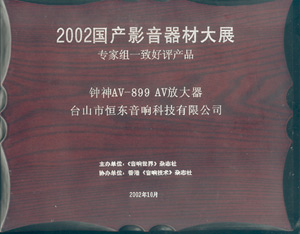 2002国产影音器材大展
专家组一致好评产品
钟神AV-899 AV放大器
台山市恒东音响科技有限公司
主办单位:《音响世界》杂志社
协办单位:香港《音响技术》杂志社
2002年10月